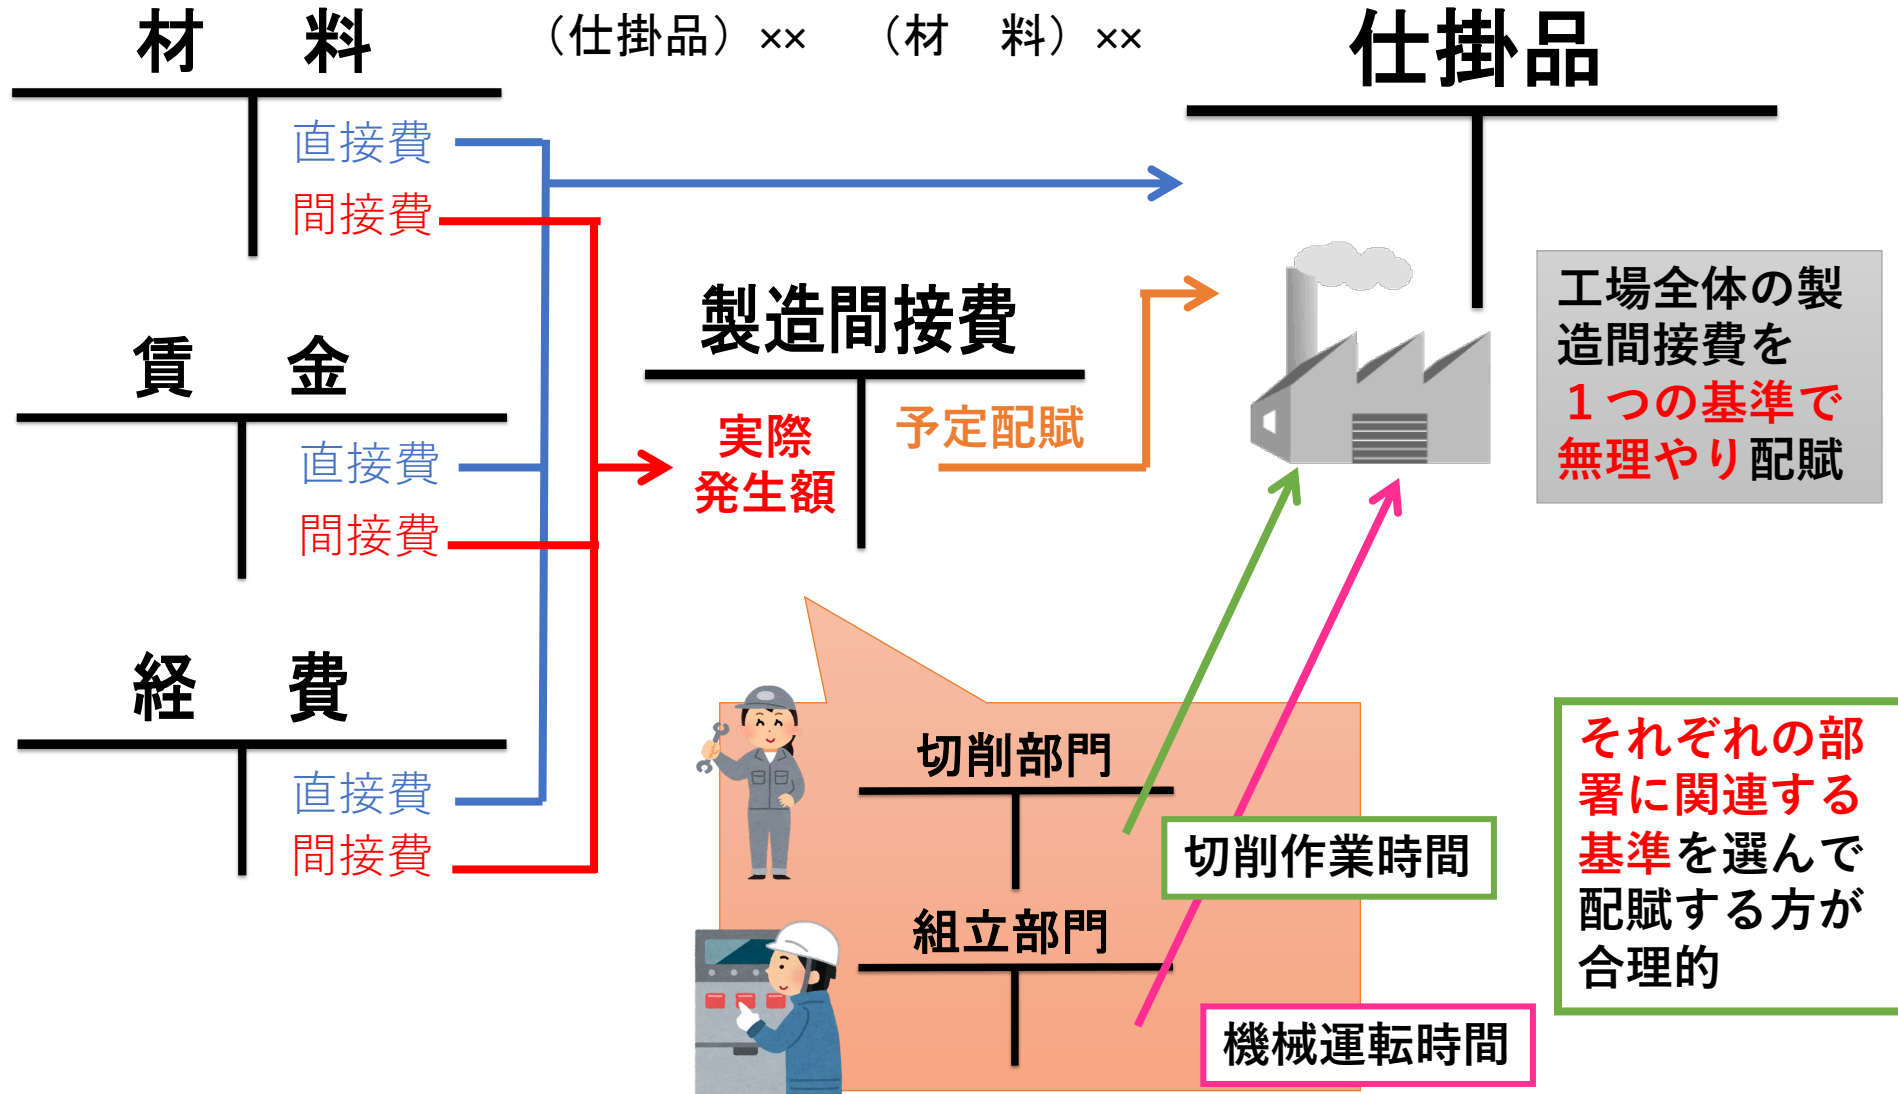 材　料
（仕掛品）××　（材　料）××
仕掛品
直接費
間接費
製造間接費
実際
発生額
予定配賦
工場全体の製
造間接費を
１つの基準で
無理やり配賦
賃　金
直接費
間接費
経　費
直接費
間接費
切削部門
切削作業時間
組立部門
機械運転時間
それぞれの部
署に関連する
基準を選んで
配賦する方が
合理的